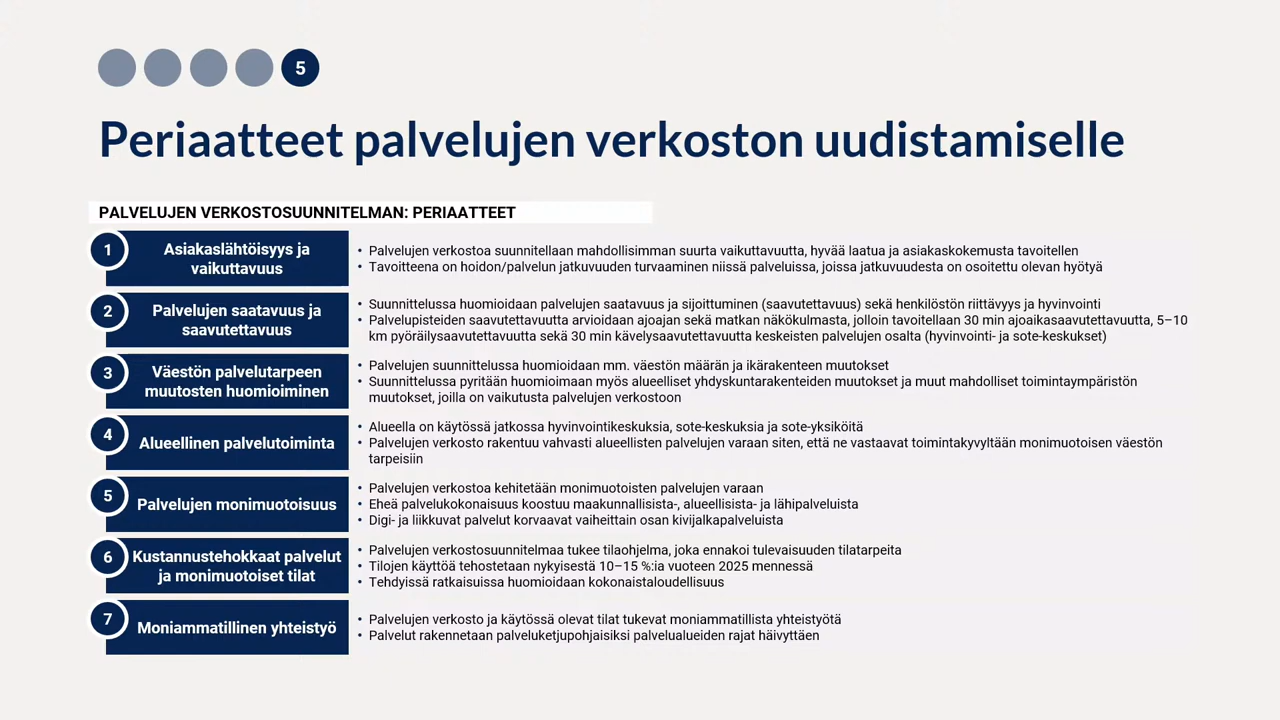 5
Periaatteet palvelujen verkoston uudistamiselle
PALVELUJEN VERKOSTOSUUNNITELMAN: PERIAATTEET
1
Asiakaslähtöisyys ja
vaikuttavuus
• Palvelujen verkostoa suunnitellaan mahdollisimman suurta vaikuttavuutta, hyvää laatua ja asiakaskokemusta tavoitellen
• Tavoitteena on hoidon/palvelun jatkuvuuden turvaaminen niissä palveluissa, joissa jatkuvuudesta on osoitettu olevan hyötyä
2
Palvelujen saatavuus ja
saavutettavuus
• Suunnittelussa huomioidaan palvelujen saatavuus ja sijoittuminen (saavutettavuus) sekä henkilöstön riittävyys ja hyvinvointi
• Palvelupisteiden saavutettavuutta arvioidaan ajoajan sekä matkan näkökulmasta, jolloin tavoitellaan 30 min ajoaikasaavutettavuutta, 5–10
km pyöräilysaavutettavuutta sekä 30 min kävelysaavutettavuutta keskeisten palvelujen osalta (hyvinvointi- ja sote-keskukset)
3
Väestön palvelutarpeen
muutosten huomioiminen
• Palvelujen suunnittelussa huomioidaan mm. väestön määrän ja ikärakenteen muutokset
• Suunnittelussa pyritään huomioimaan myös alueelliset yhdyskuntarakenteiden muutokset ja muut mahdolliset toimintaympäristön
muutokset, joilla on vaikutusta palvelujen verkostoon
4
Alueellinen palvelutoiminta
• Alueella on käytössä jatkossa hyvinvointikeskuksia, sote-keskuksia ja sote-yksiköitä
• Palvelujen verkosto rakentuu vahvasti alueellisten palvelujen varaan siten, että ne vastaavat toimintakyvyltään monimuotoisen väestön
tarpeisiin
5
Palvelujen monimuotoisuus
• Palvelujen verkostoa kehitetään monimuotoisten palvelujen varaan
• Eheä palvelukokonaisuus koostuu maakunnallisista-, alueellisista- ja lähipalveluista
• Digi- ja liikkuvat palvelut korvaavat vaiheittain osan kivijalkapalveluista
6
Kustannustehokkaat palvelut
ja monimuotoiset tilat
• Palvelujen verkostosuunnitelmaa tukee tilaohjelma, joka ennakoi tulevaisuuden tilatarpeita
• Tilojen käyttöä tehostetaan nykyisestä 10–15 %:ia vuoteen 2025 mennessä
• Tehdyissä ratkaisuissa huomioidaan kokonaistaloudellisuus
7
Moniammatillinen yhteistyö
• Palvelujen verkosto ja käytössä olevat tilat tukevat moniammatillista yhteistyötä
• Palvelut rakennetaan palveluketjupohjaisiksi palvelualueiden rajat häivyttäen